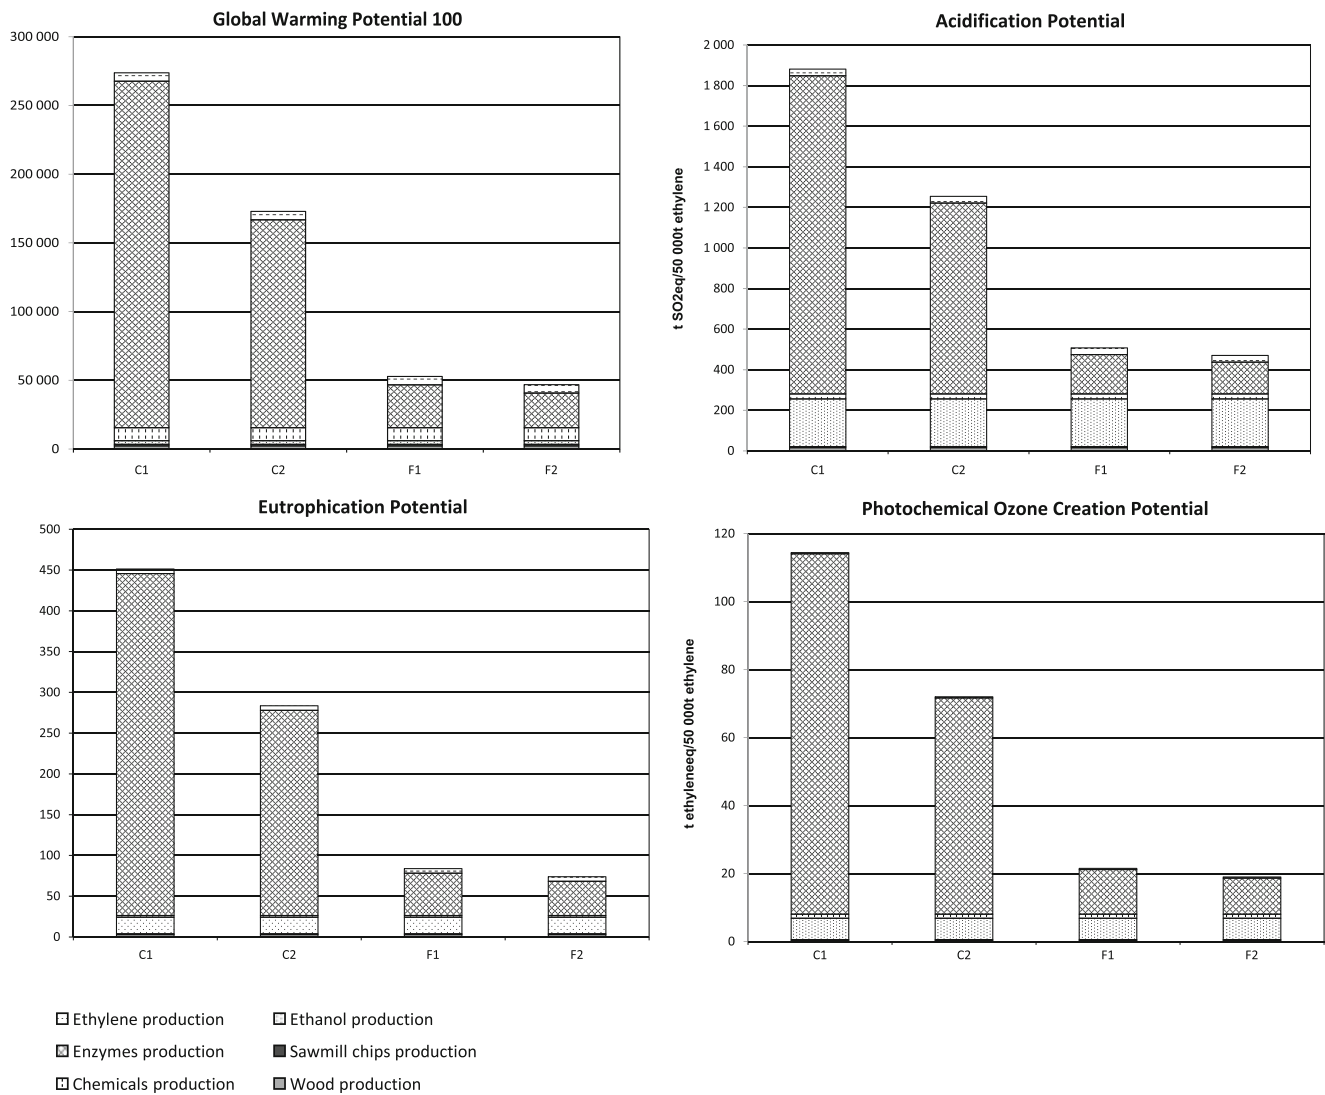 Global Warming Potential 100
300 000
250 000
200 000
150 000
100 000
50 000
0
C1 C2 F1 F2
Acidification Potential
t SO2eq/50 000t ethylene
2 000
1 800
1 600
1 400
1 200
1 000
800
600
400
200
0
C1 C2 F1 F2
Eutrophication Potential
500
450
400
350
300
250
200
150
100
50
0
C1 C2 F1 F2
Photochemical Ozone Creation Potential
t ethyleneeq/50 000t ethylene
120
100
80
60
40
20
0
C1 C2 F1 F2
Ethylene production
Ethanol production
Enzymes production
Sawmill chips production
Chemicals production
Wood production